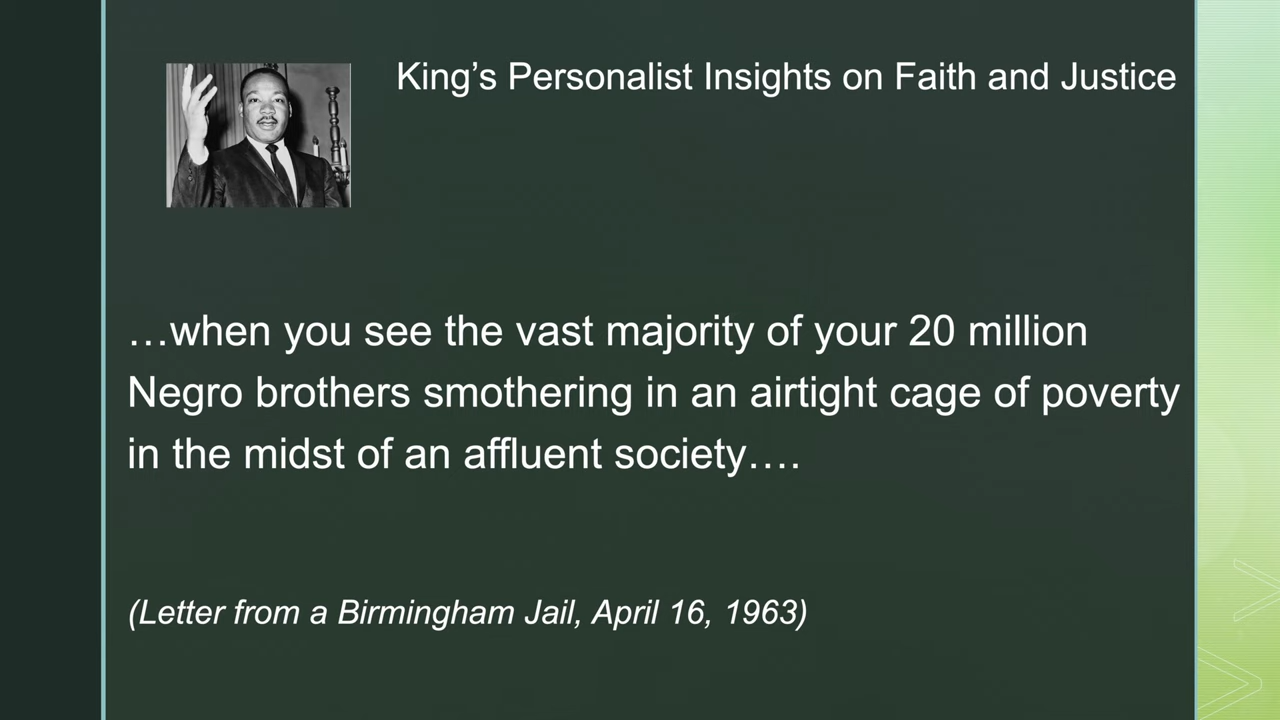 King’s Personalist Insights on Faith and Justice
…when you see the vast majority of your 20 million
Negro brothers smothering in an airtight cage of poverty
in the midst of an affluent society….
(Letter from a Birmingham Jail, April 16, 1963)